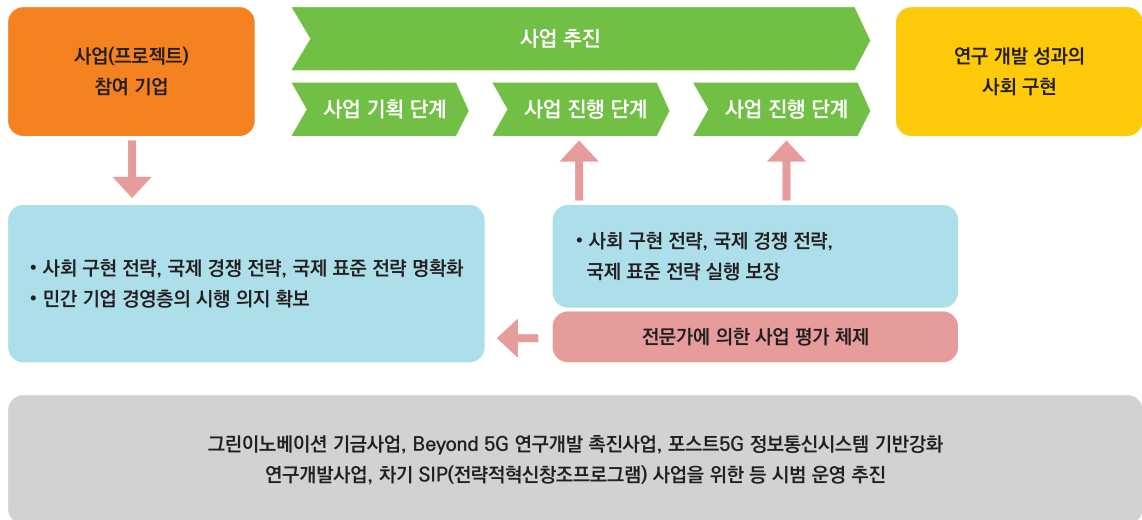 사업(프로젝트)
참여 기업
사업 추진
사업 기획 단계
사업 진행 단계
사업 진행 단계
연구 개발 성과의
사회 구현
• 사회 구현 전략, 국제 경쟁 전략, 국제 표준 전략 명확화
• 민간 기업 경영층의 시행 의지 확보
• 사회 구현 전략, 국제 경쟁 전략,
국제 표준 전략 실행 보장
전문가에 의한 사업 평가 체제
그린이노베이션 기금사업, Beyond 5G 연구개발 촉진사업, 포스트5G 정보통신시스템 기반강화
연구개발사업, 차기 SIP(전략적혁신창조프로그램) 사업을 위한 등 시범 운영 추진